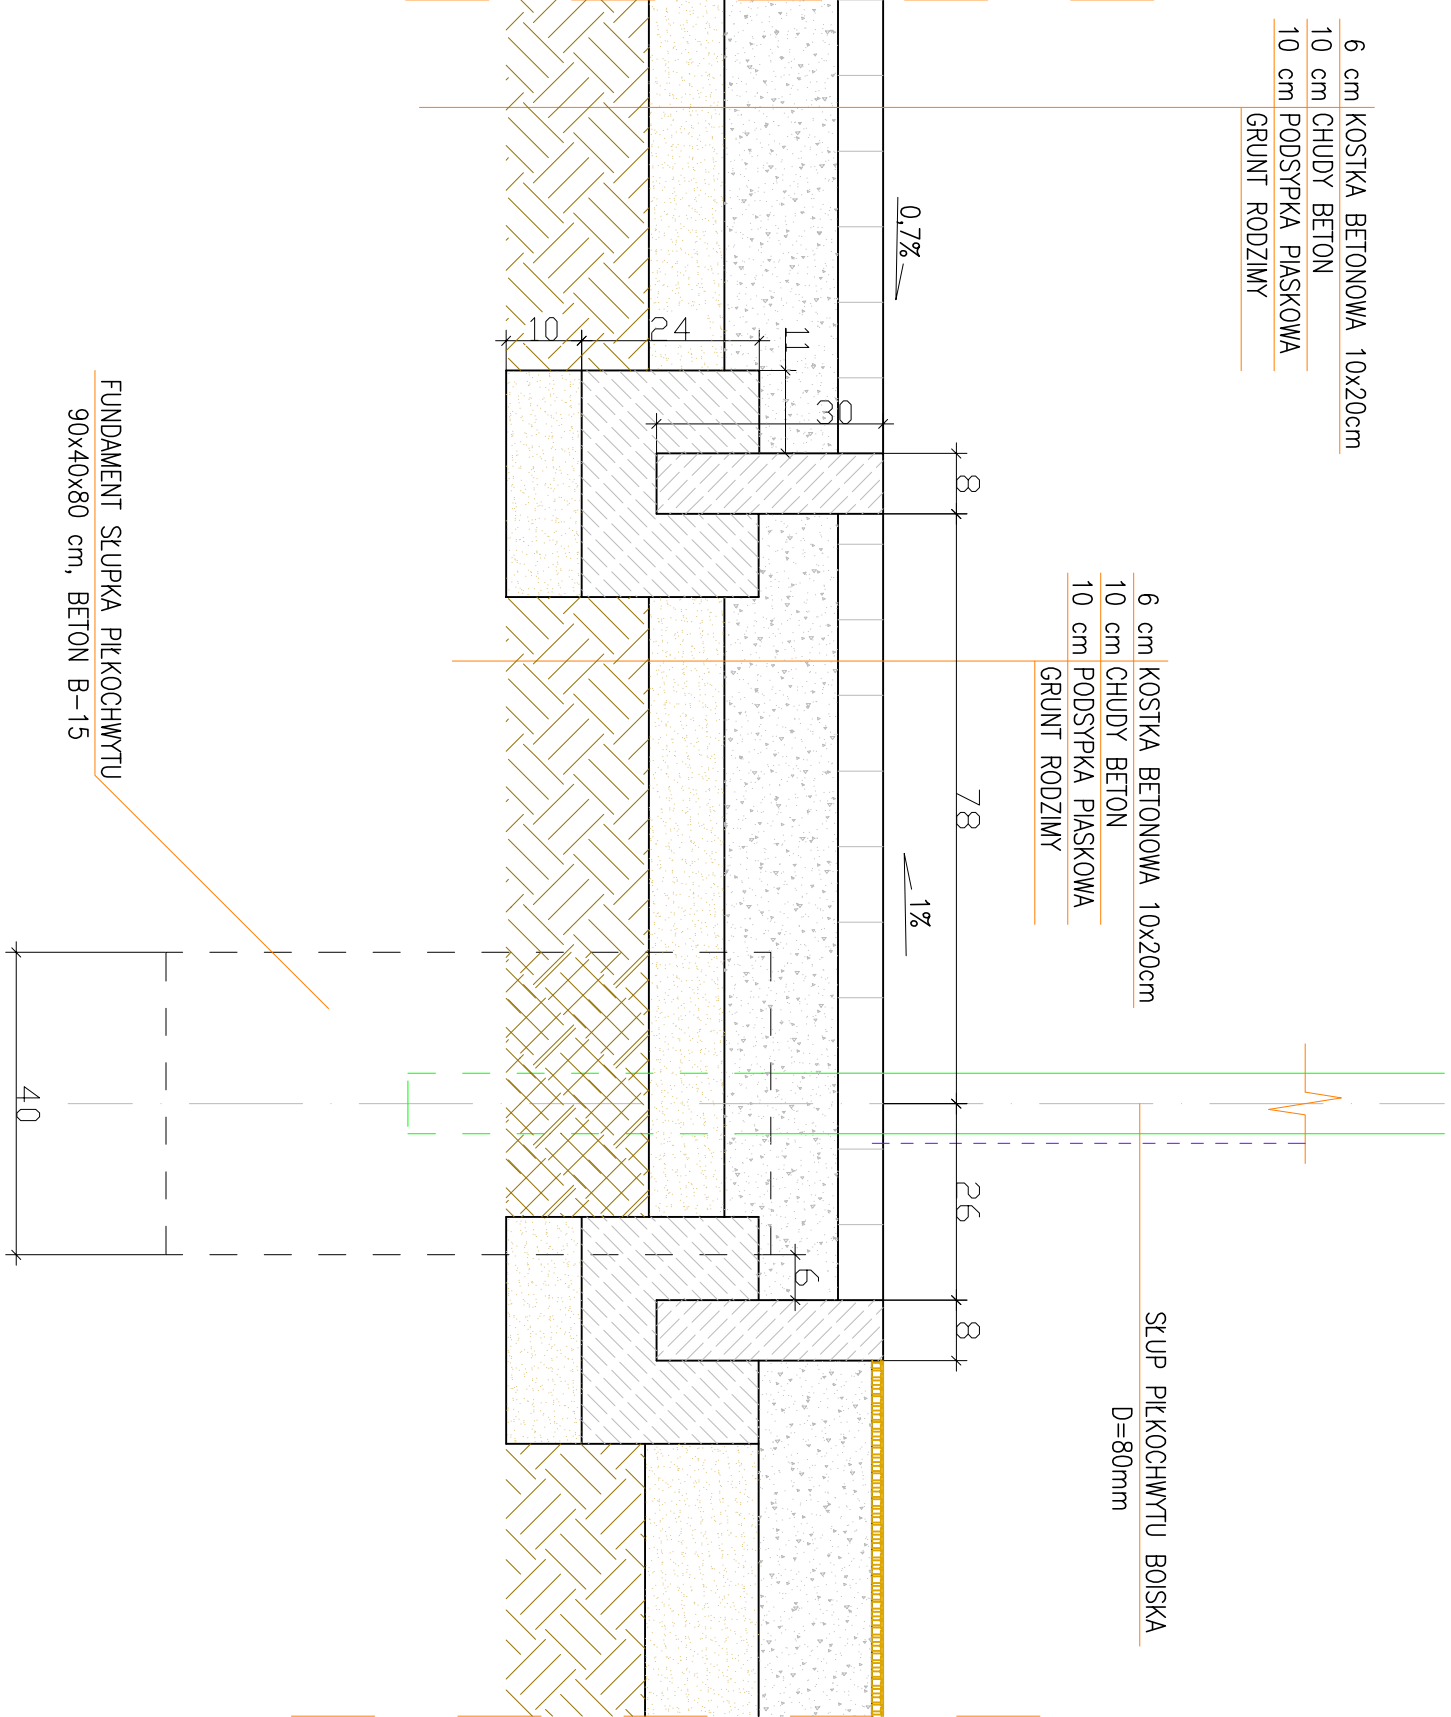 6 cm KOSTKA BETONOWA 10x20cm
10 cm CHUDY BETON
10 cm PODSYPKA PIASKOWA
GRUNT RODZIMY
6 cm KOSTKA BETONOWA 10x20cm
10 cm CHUDY BETON
10 cm PODSYPKA PIASKOWA
GRUNT RODZIMY
SŁUP PIŁKOCHWYTU BOISKA
D=80mm
8
78
26
8
0,7%
1%
30
11
6
10
24
FUNDAMENT SŁUPKA PIŁKOCHWYTU
90x40x80 cm, BETON B-15
40